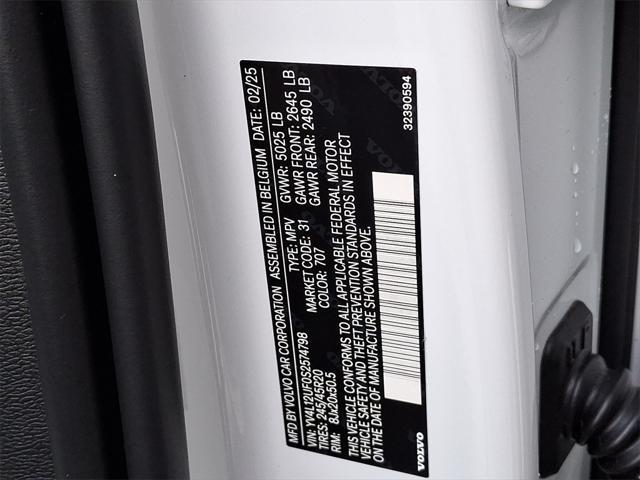 MFD BY VOLVO CAR CORPORATION ASSEMBLED IN BELGIUM DATE: 02/25
VIN: YV4L12ULF0S2574798 TYPE: MPV GVWR: 5025 LB
TIRES: 245/45R20 MARKET CODE: 31 GAWR FRONT: 2645 LB
RIM: 8Jx20x50.5 COLOR: 707 GAWR REAR: 2490 LB
THIS VEHICLE CONFORMS TO ALL APPLICABLE FEDERAL MOTOR
VEHICLE SAFETY AND THEFT PREVENTION STANDARDS IN EFFECT
ON THE DATE OF MANUFACTURE SHOWN ABOVE.
VOLVO 32390594